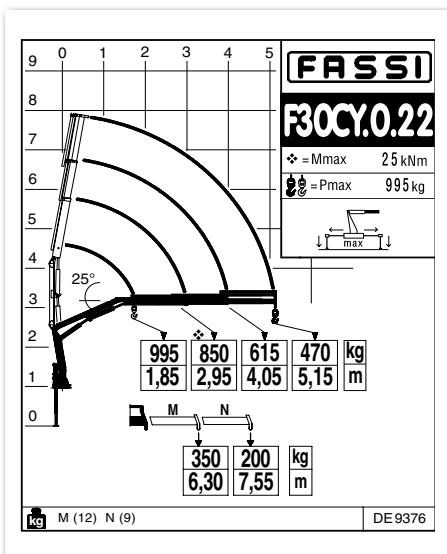 0 1 2 3 4 5
9
8
7
6
5
4
3
2
1
0
FASSI
F30CY.0.22
❖ = Mmax 25 kNm
= Pmax 995 kg
max
25°
❖
995 850 615 470 kg
1,85 2,95 4,05 5,15 m
M N
350 200 kg
6,30 7,55 m
kg M (12) N (9) DE9376